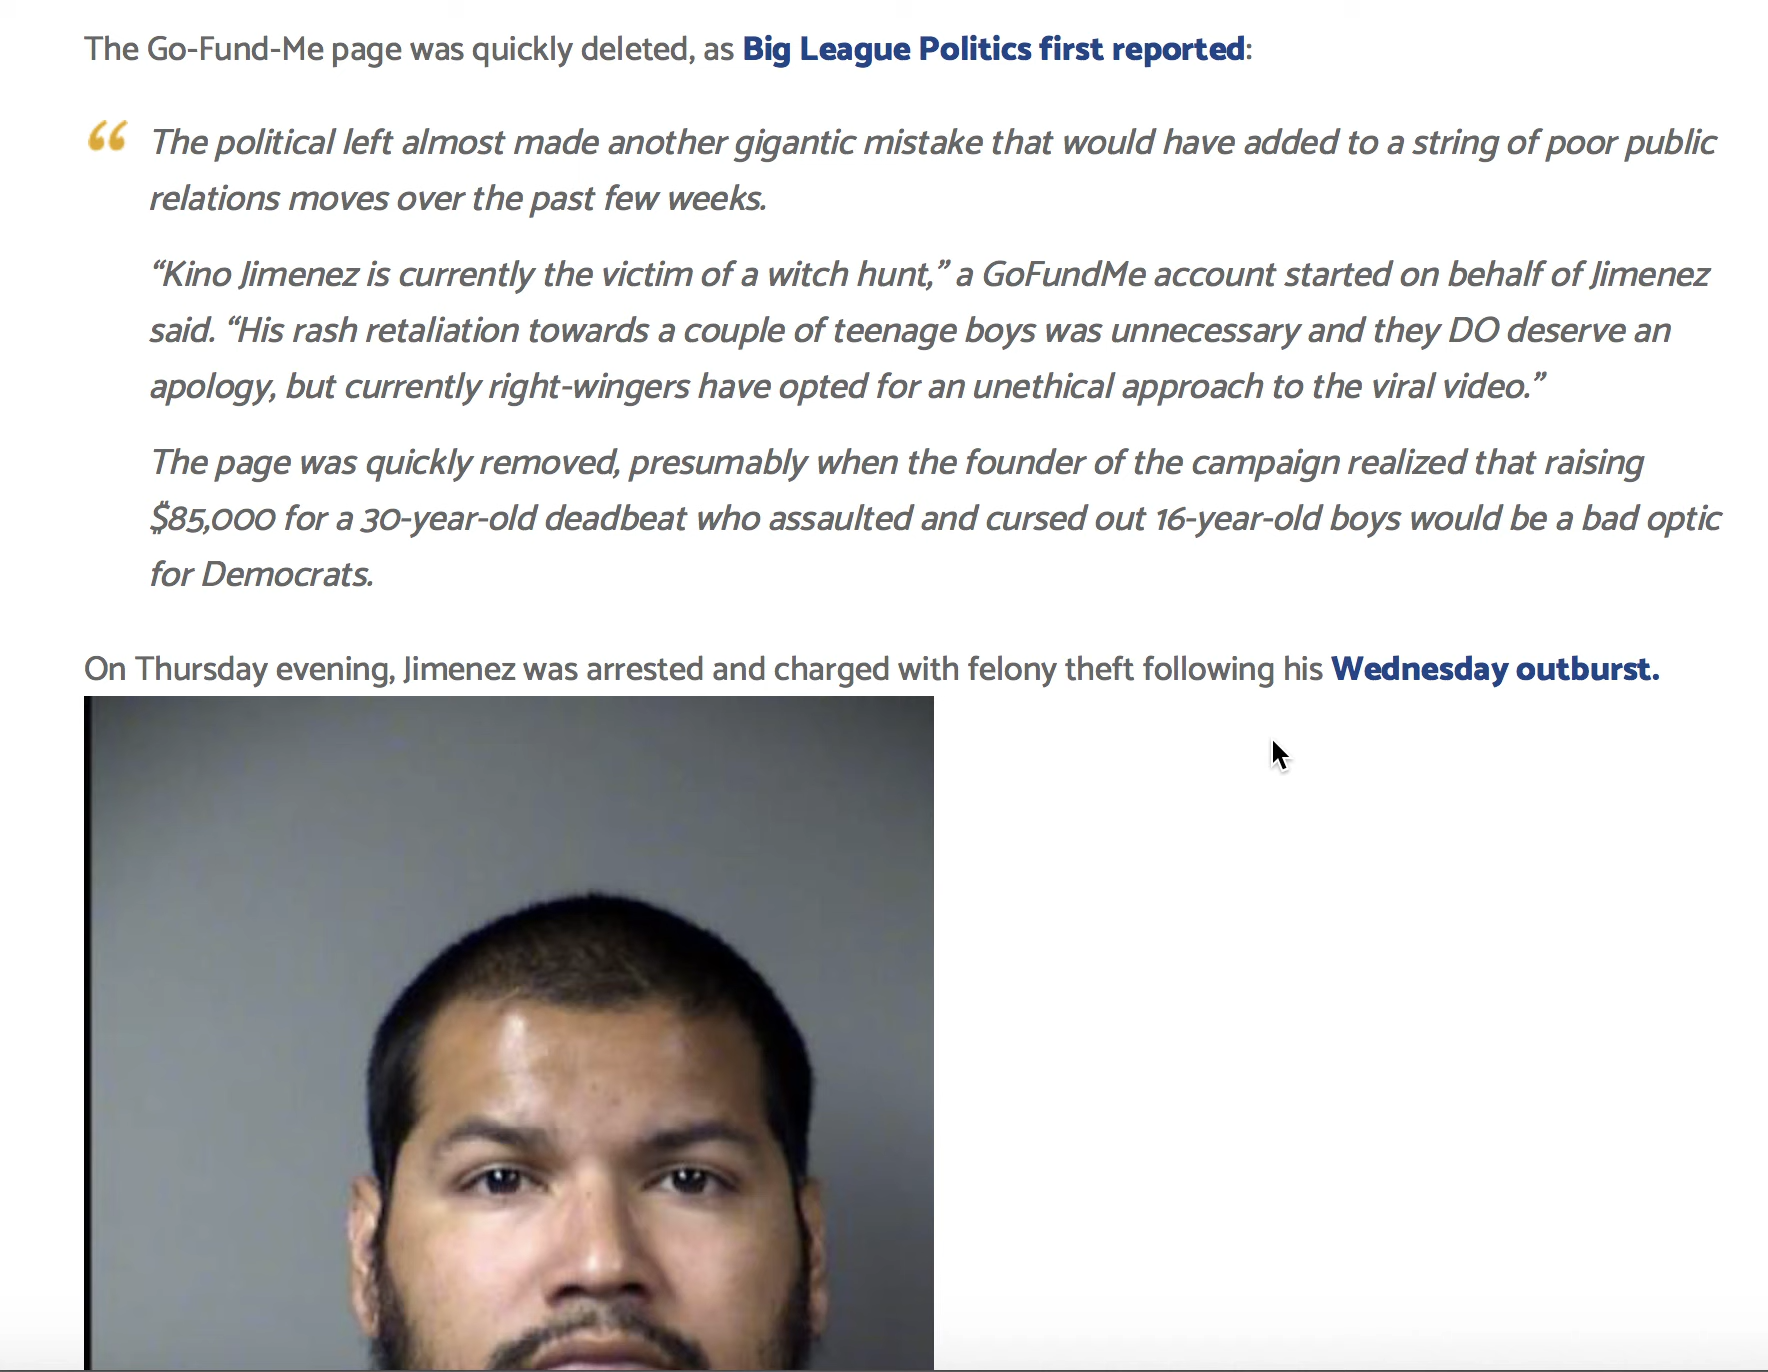 The Go-Fund-Me page was quickly deleted, as Big League Politics first reported:
“ The political left almost made another gigantic mistake that would have added to a string of poor public
relations moves over the past few weeks.
“Kino Jimenez is currently the victim of a witch hunt,” a GoFundMe account started on behalf of Jimenez
said. “His rash retaliation towards a couple of teenage boys was unnecessary and they DO deserve an
apology, but currently right-wingers have opted for an unethical approach to the viral video.”
The page was quickly removed, presumably when the founder of the campaign realized that raising
$85,000 for a 30-year-old deadbeat who assaulted and cursed out 16-year-old boys would be a bad optic
for Democrats.
On Thursday evening, Jimenez was arrested and charged with felony theft following his Wednesday outburst.